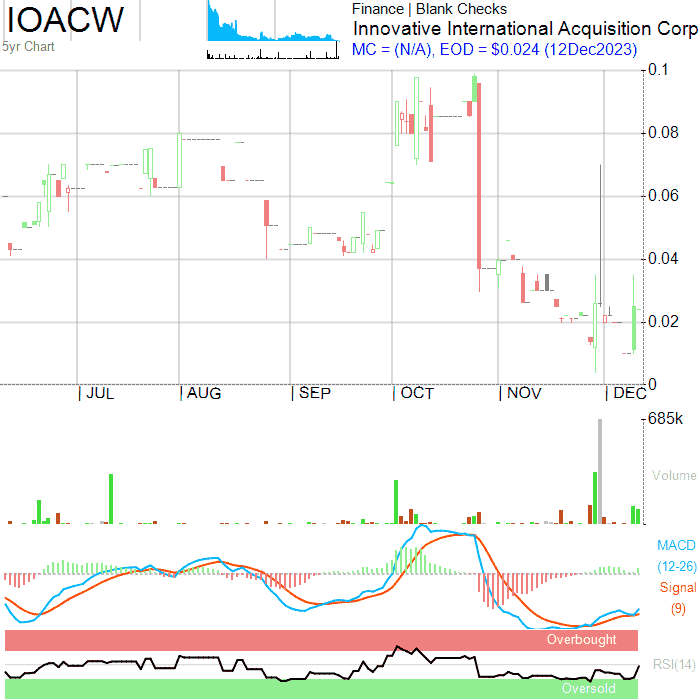 IOACW
5yr Chart
Finance | Blank Checks
Innovative International Acquisition Corp
MC = (N/A), EOD = $0.024 (12Dec2023)
0.1
0.08
0.06
0.04
0.02
0
JUL
AUG
SEP
OCT
NOV
DEC
685k
Volume
MACD
(12-26)
Signal
(9)
Overbought
RSI(14)
Oversold